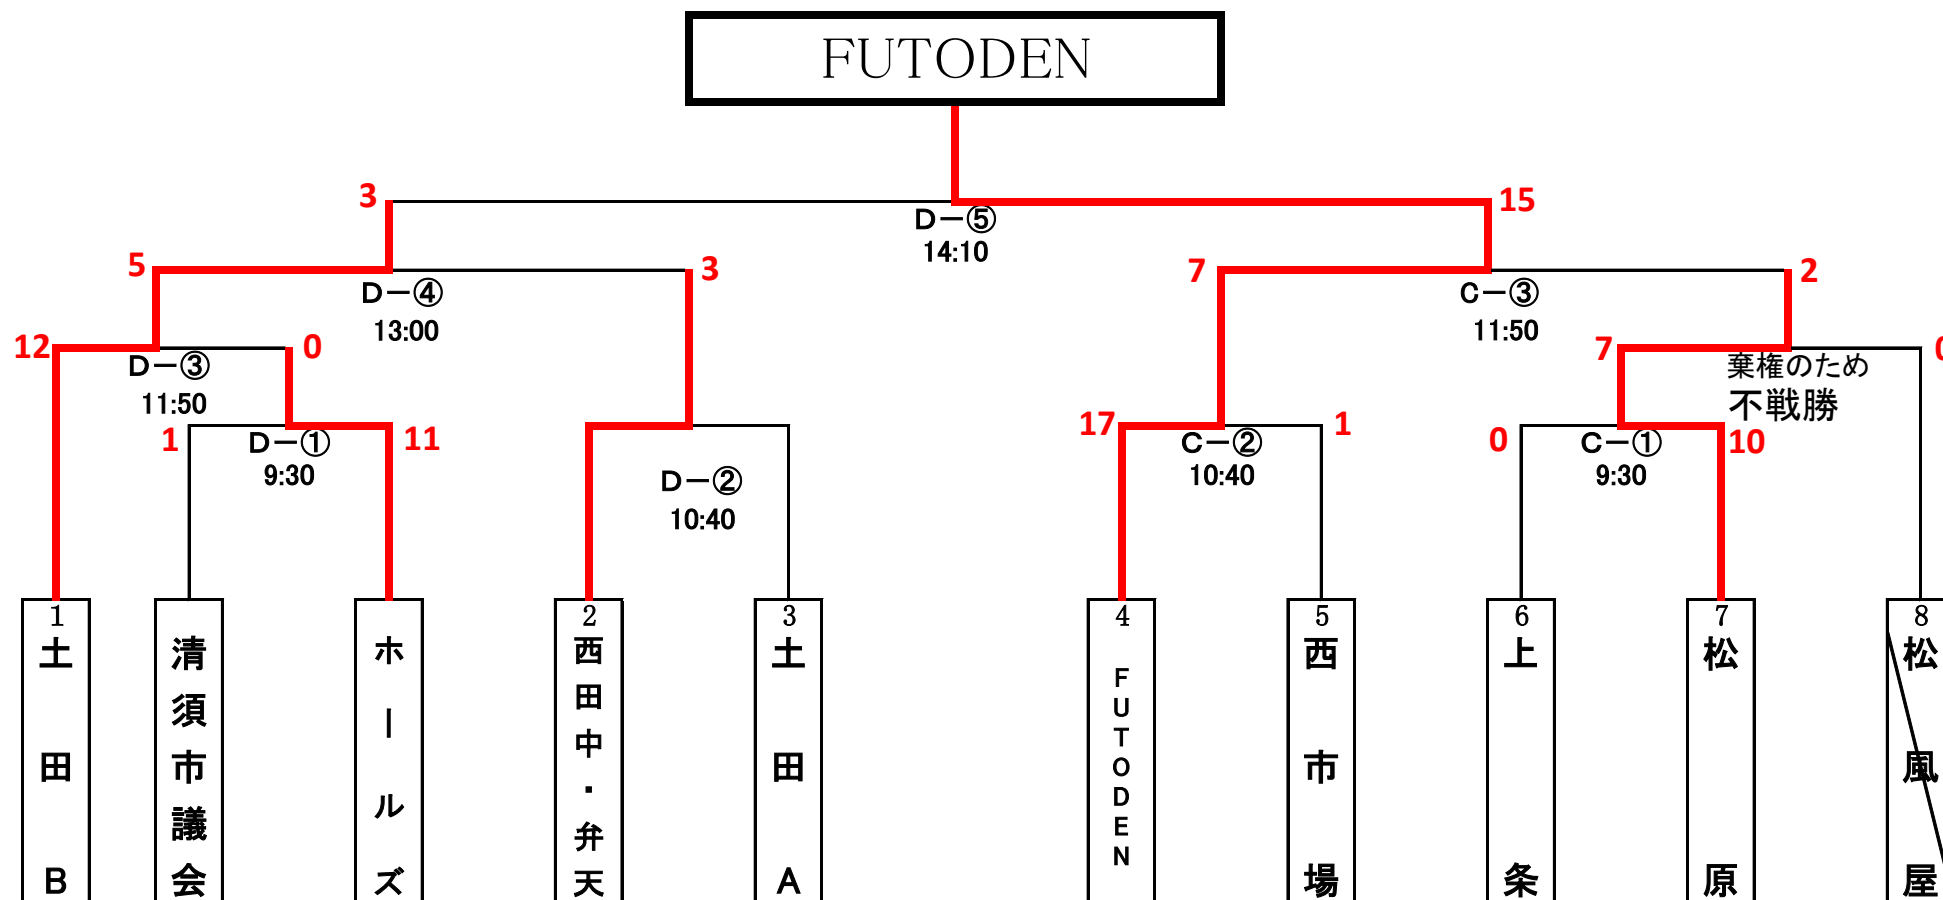 FUTODEN
3
15
D-⑤
14:10
5
3
7
2
D-④
13:00
C-③
11:50
12
0
7
0
D-③
11:50
棄権のため
不戦勝
1
11
D-①
9:30
D-②
10:40
17
1
C-②
10:40
0
10
C-①
9:30
1
土田B
清須市議会
ホールズ
2
西田中・弁天
3
土田A
4
FUTODEN
5
西市場
6
上条
7
松原
8
松風屋